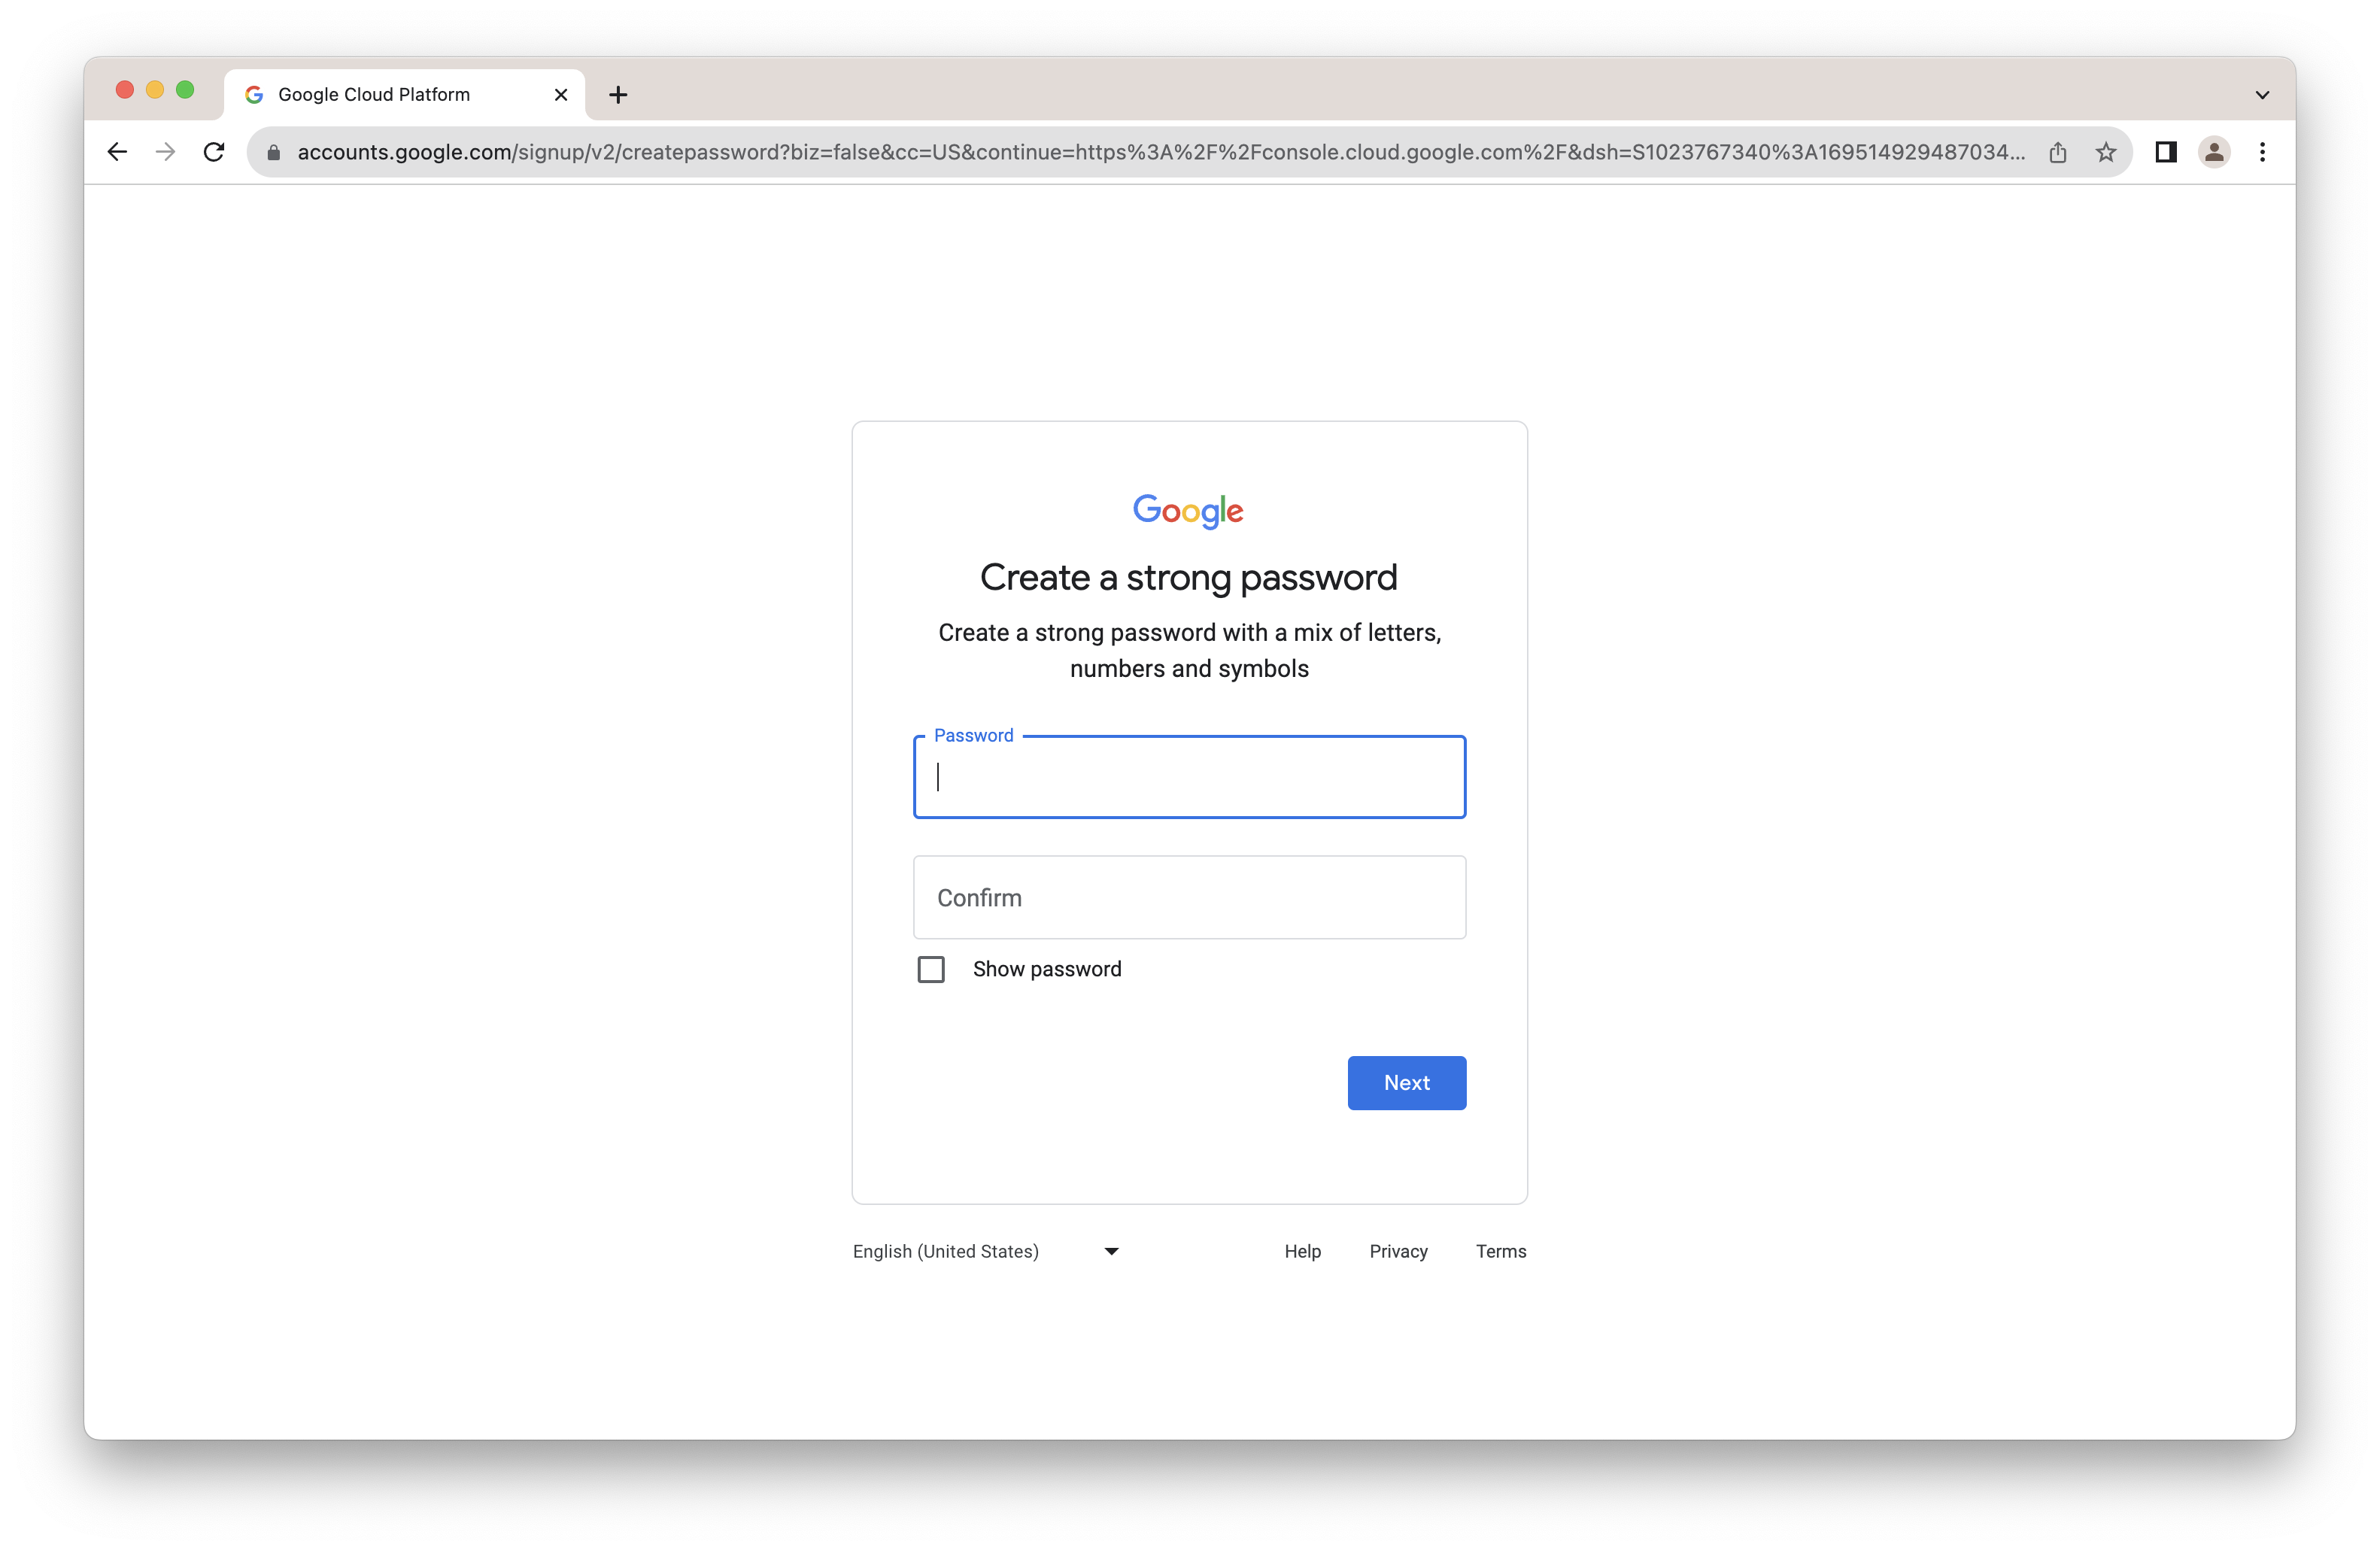 Google Cloud Platform
accounts.google.com/signup/v2/createpassword?biz=false&cc=US&continue=https%3A%2F%2Fconsole.cloud.google.com%2F&dsh=S1023767340%3A169514929487034...
Google
Create a strong password
Create a strong password with a mix of letters,
numbers and symbols
Password
Confirm
Show password
Next
English (United States) Help Privacy Terms